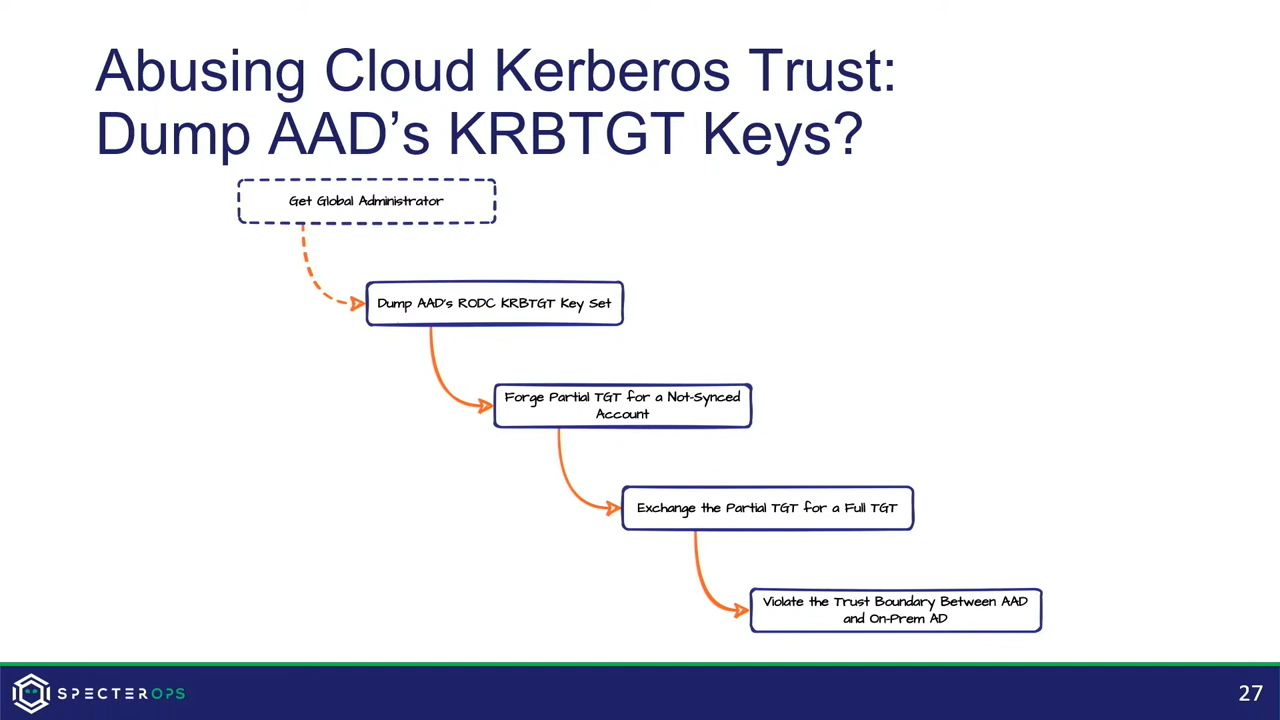 Abusing Cloud Kerberos Trust:
Dump AAD’s KRBTGT Keys?
Get Global Administrator
Dump AAD's RODC KRBTGT Key Set
Forge Partial TGT for a Not-Synced
Account
Exchange the Partial TGT for a Full TGT
Violate the Trust Boundary Between AAD
and On-Prem AD
SPECTEROPS
27